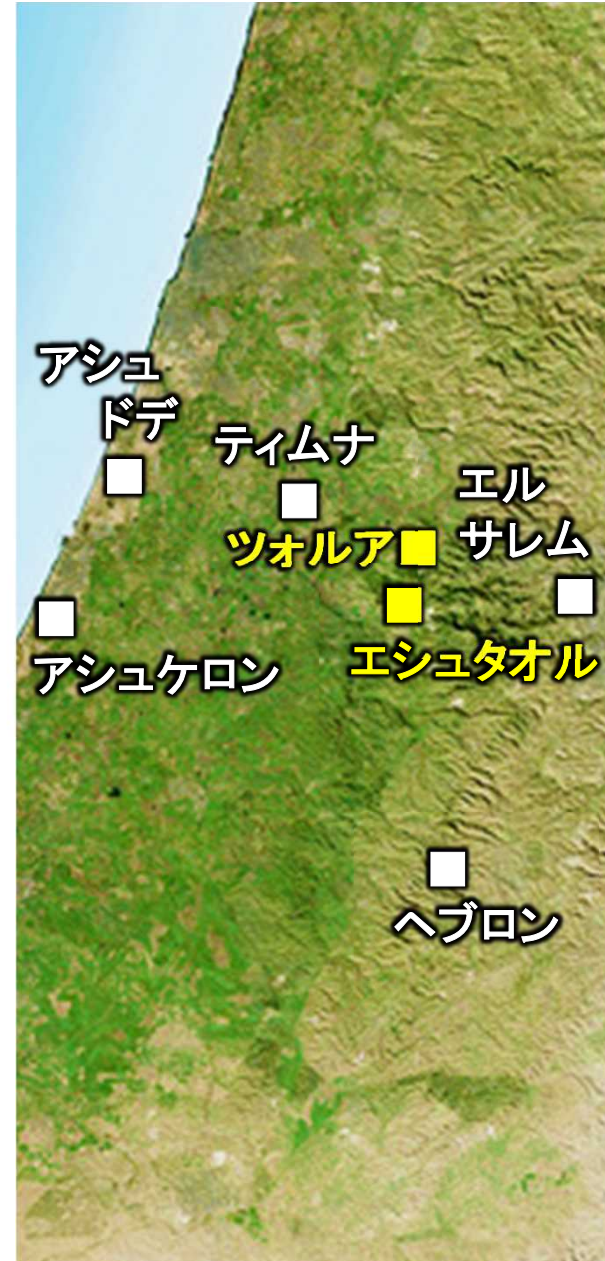 アシュ
ドデ
ティムナ
エル
サレム
ツォルア
エシュタオル
アシュケロン
ヘブロン